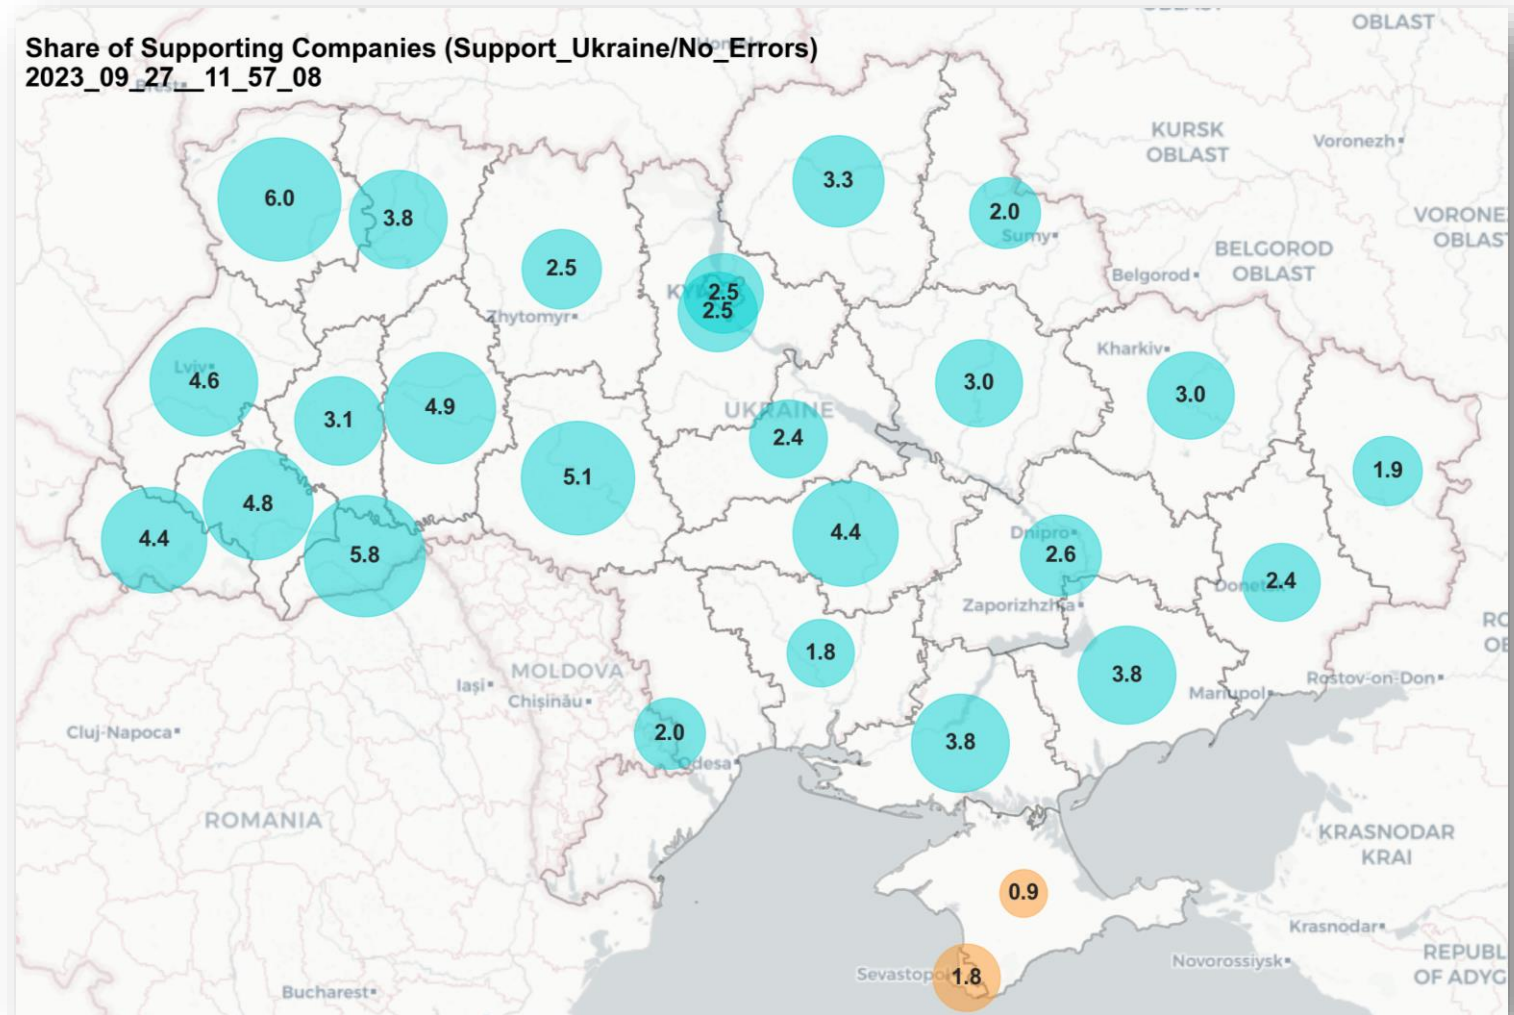 OBLAST
Share of Supporting Companies (Support_Ukraine/No_Errors)
2023_09_27__11_57_08
Brest
KURSK
OBLAST
Voronezh
6.0
3.8
3.3
2.0
Sumy
BELGOROD
OBLAST
Belgorod
2.5
Zhytomyr
2.5
2.5
Kharkiv
Lviv
4.6
3.1
4.9
UKRAINE
2.4
3.0
3.0
1.9
5.1
4.8
4.4
5.8
4.4
Dnipro
2.6
2.4
Zaporizhzhia
MOLDOVA
Iași
Chișinău
1.8
3.8
Mariupol
Rostov-on-Don
Cluj-Napoca
2.0
Odesa
3.8
ROMANIA
KRASNODAR
KRAI
0.9
Krasnodar
Sevastopol
1.8
Novorossiysk
REPUBL
OF ADYG
Bucharest